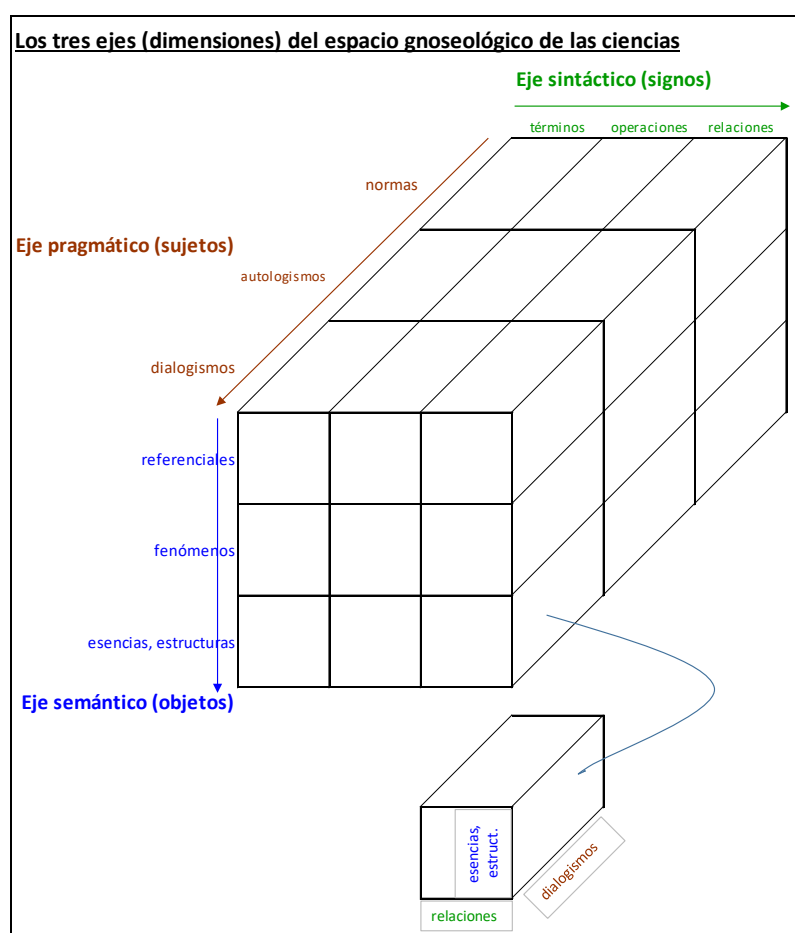 Los tres ejes (dimensiones) del espacio gnoseológico de las ciencias
Eje sintáctico (signos)
términos operaciones relaciones
normas
Eje pragmático (sujetos)
autologismos
dialogismos
referenciales
fenómenos
esencias, estructuras
Eje semántico (objetos)
esencias,
estruct.
dialogismos
relaciones